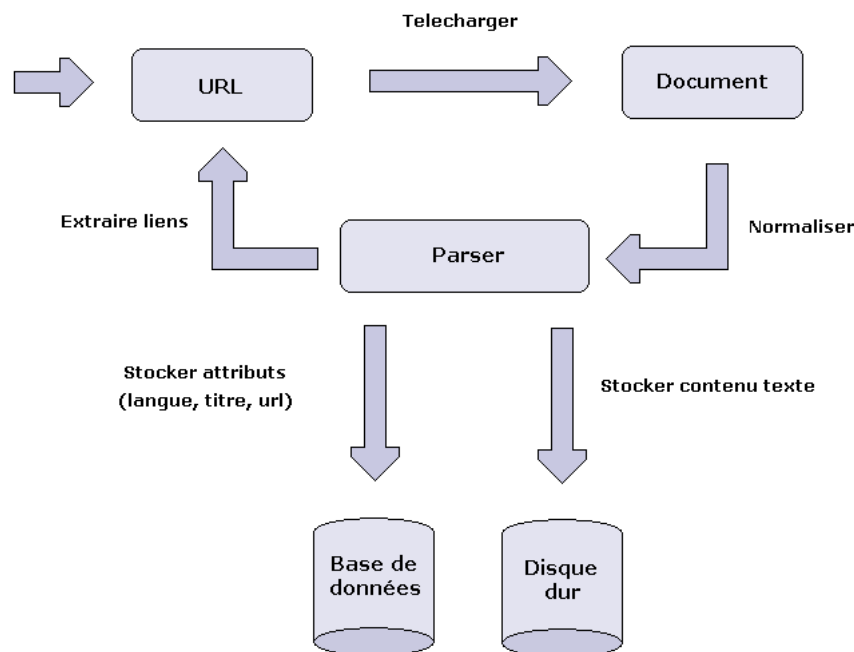 Telecharger
URL
Document
Extraire liens
Parser
Normaliser
Stocker attributs
(langue, titre, url)
Stocker contenu texte
Base de
données
Disque
dur